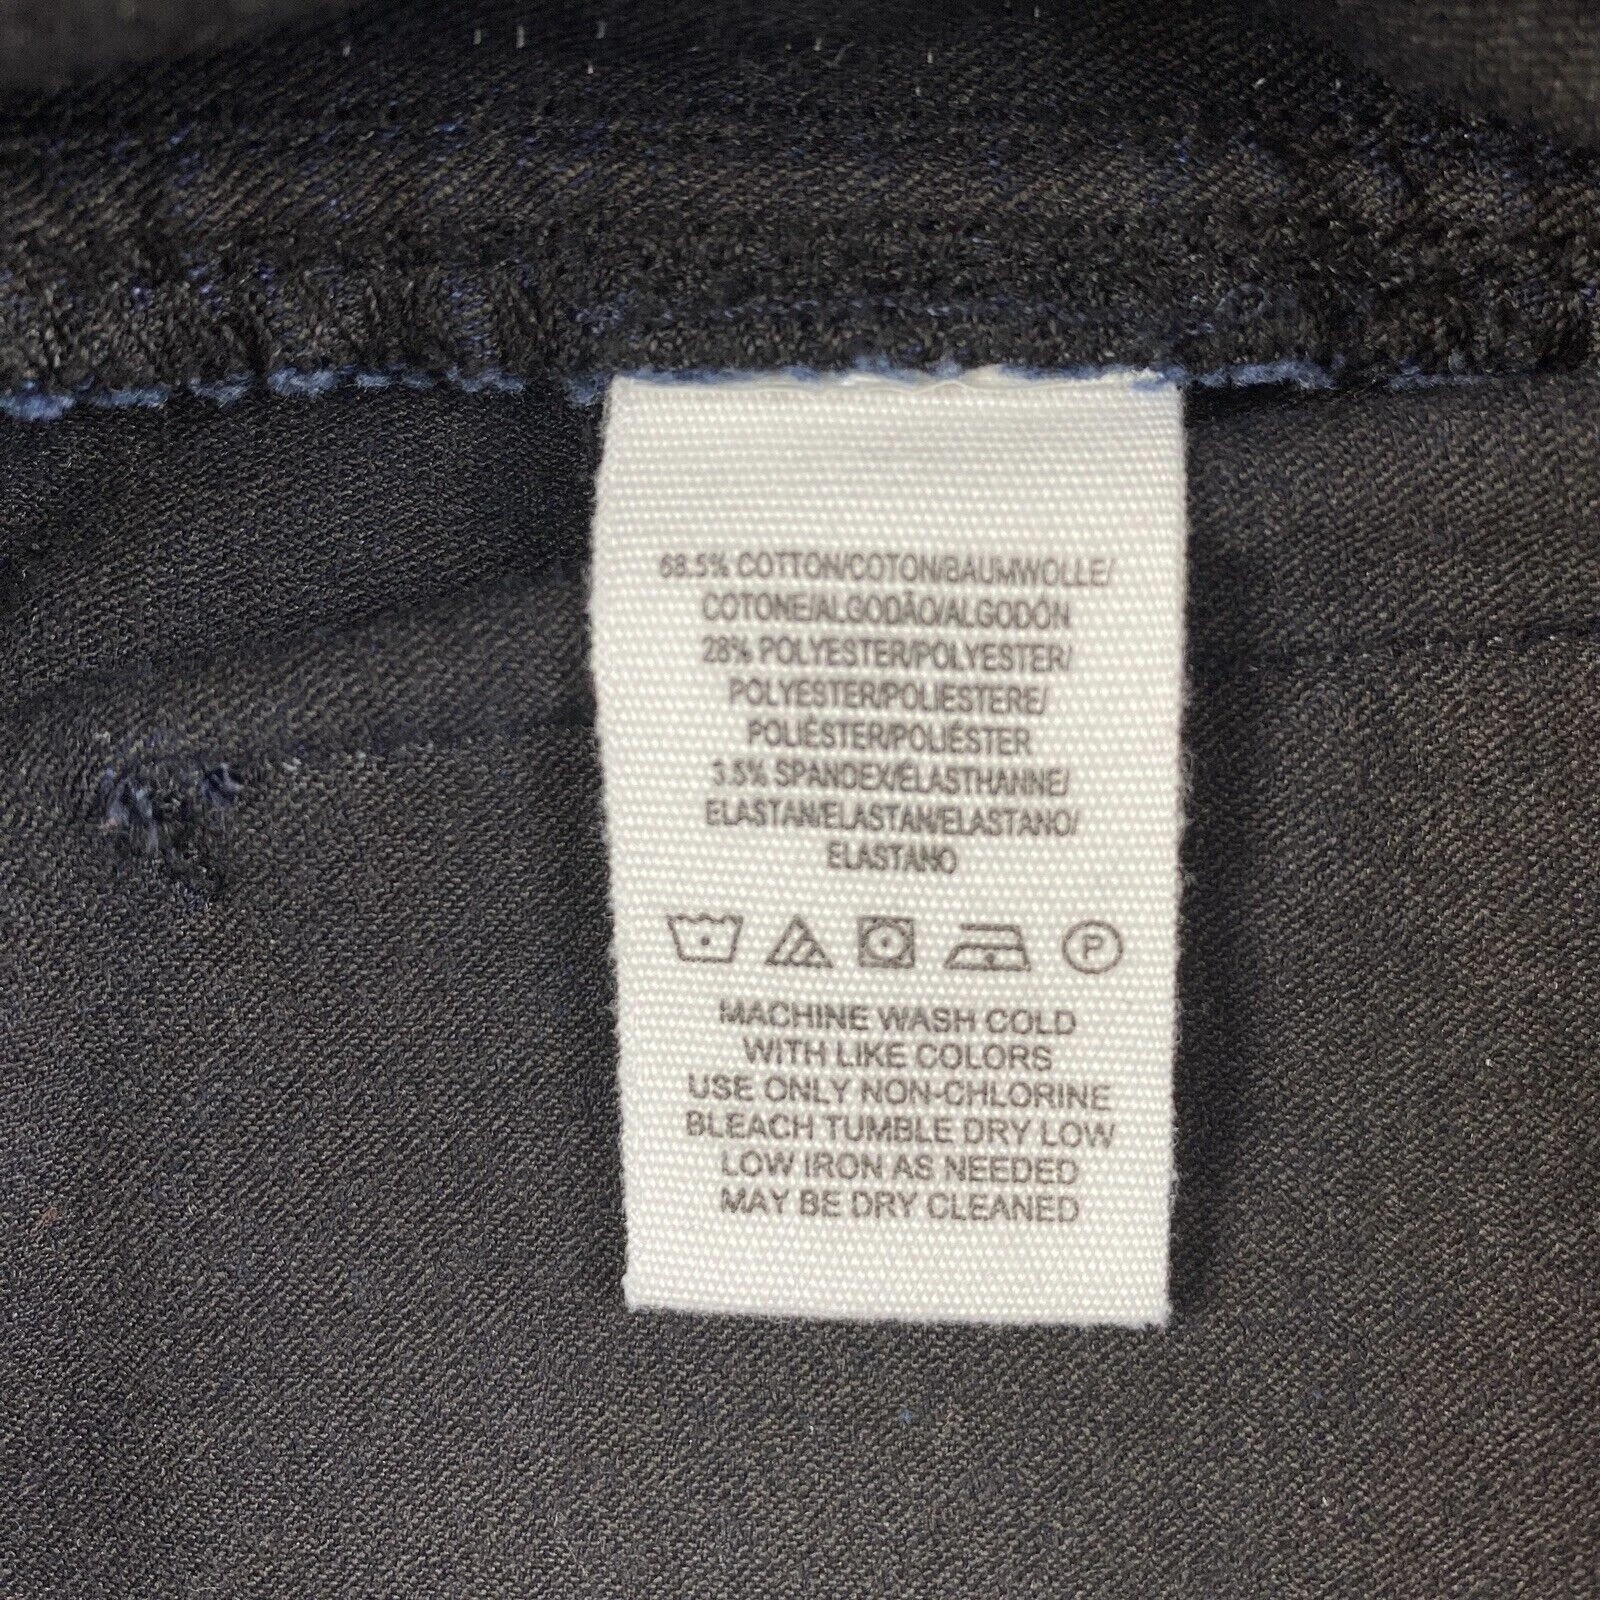 68.5% COTTON/COTON/BAUMWOLLE/
COTONE/ALGODÃO/ALGODÓN
28% POLYESTER/POLYESTER/
POLYESTER/POLIESTERE/
POLIÉSTER/POLIÉSTER
3.5% SPANDEX/ÉLASTHANNE/
ELASTAN/ELASTAN/ELASTANO/
ELASTANO
P
MACHINE WASH COLD
WITH LIKE COLORS
USE ONLY NON-CHLORINE
BLEACH TUMBLE DRY LOW
LOW IRON AS NEEDED
MAY BE DRY CLEANED